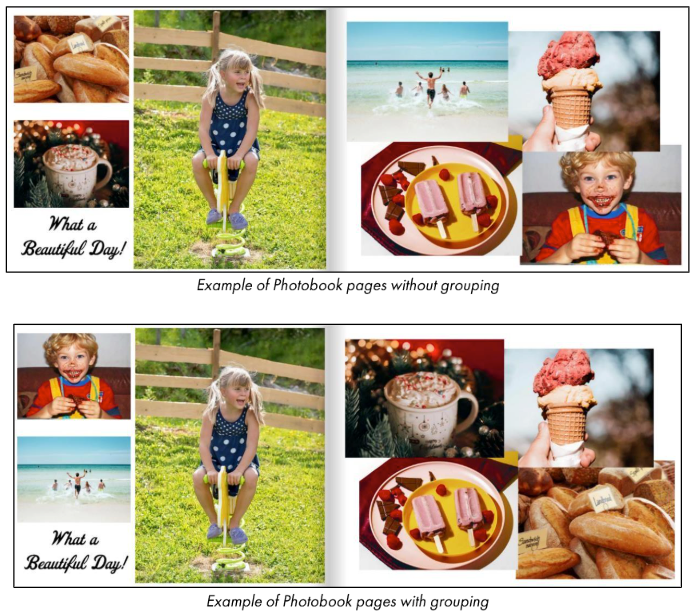 What a
Beautiful Day!
Example of Photobook pages without grouping
What a
Beautiful Day!
Example of Photobook pages with grouping